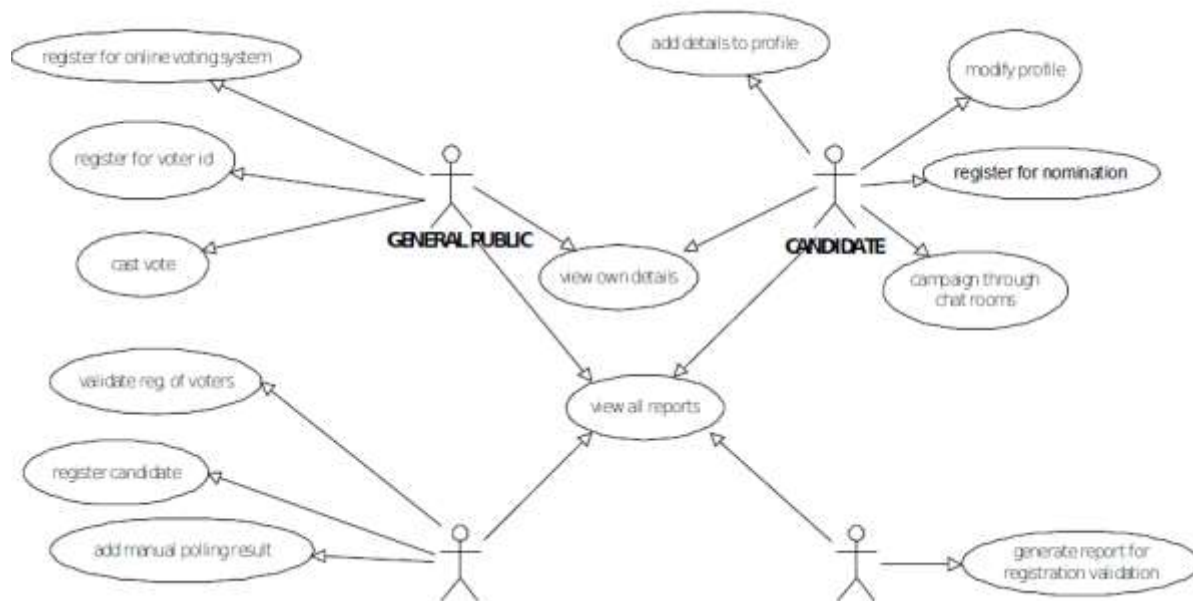 register for online voting system
add details to profile
modify profile
register for voter id
register for nomination
GENERAL PUBLIC
CANDIDATE
cast vote
view own details
campaign through
chat rooms
validate reg. of voters
view all reports
register candidate
add manual polling result
generate report for
registration validation